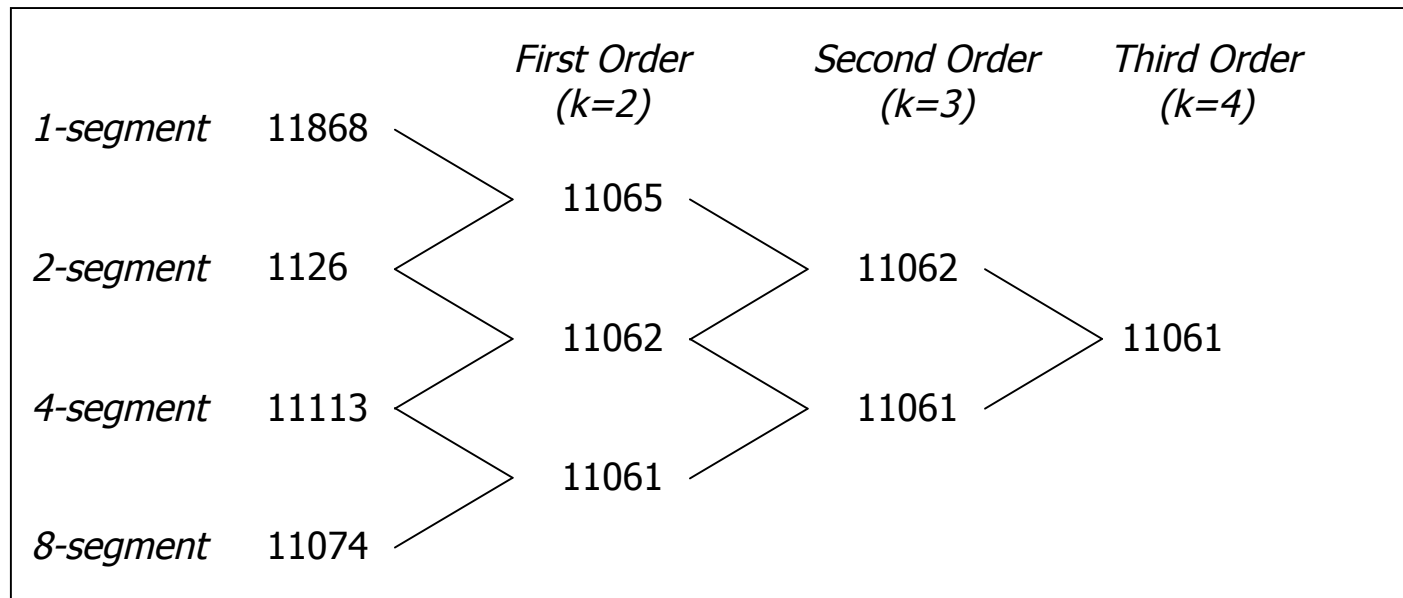 First Order Second Order Third Order
(k=2) (k=3) (k=4)
1-segment 11868
11065
2-segment 1126 11062
11062 11061
4-segment 11113 11061
11061
8-segment 11074